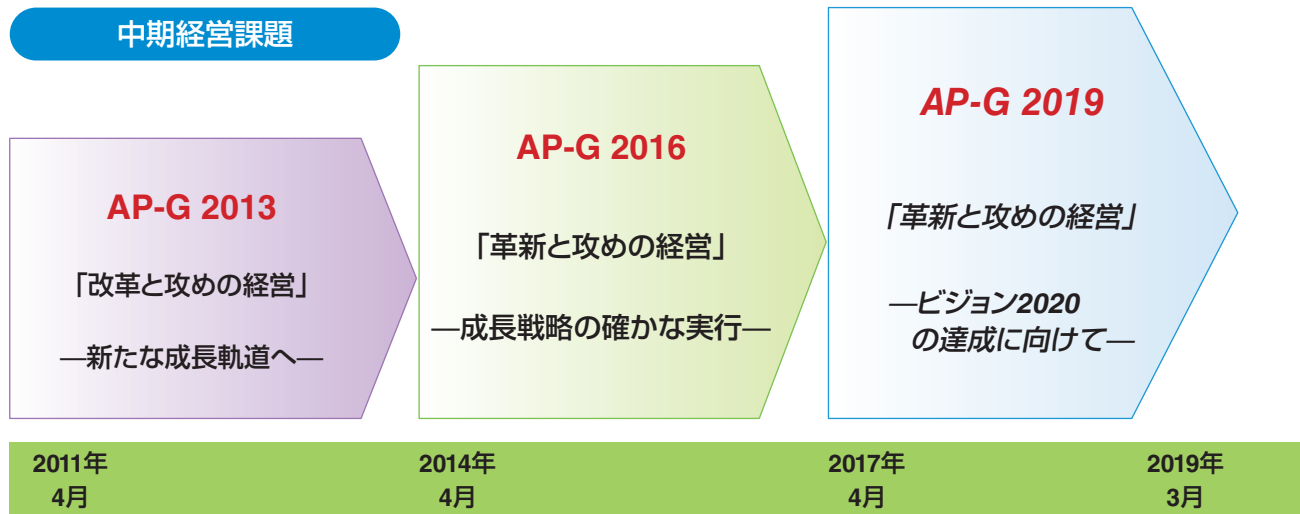 中期経営課題
AP-G 2013
「改革と攻めの経営」
―新たな成長軌道へ―
AP-G 2016
「革新と攻めの経営」
―成長戦略の確かな実行―
AP-G 2019
「革新と攻めの経営」
―ビジョン2020
の達成に向けて―
2011年
4月
2014年
4月
2017年
4月
2019年
3月